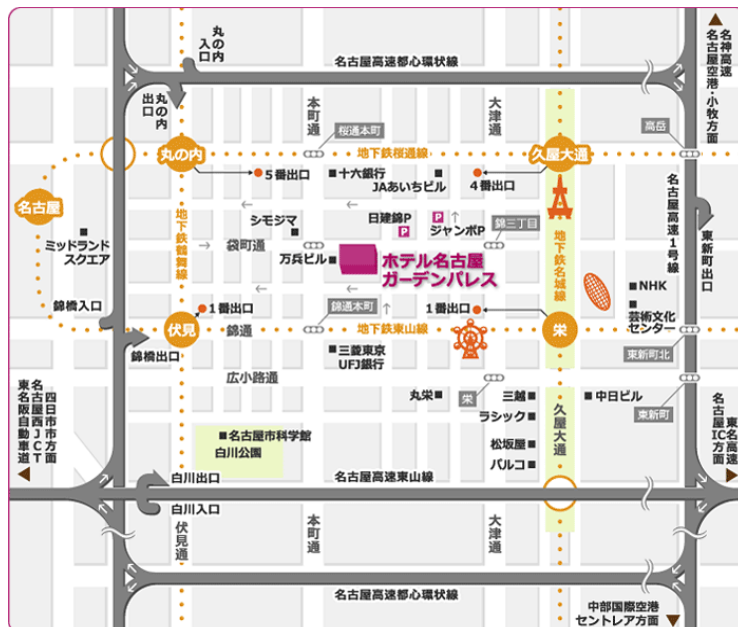 名神高速
名古屋空港・小牧方面
丸の内
入口
名古屋高速都心環状線
丸の内
出口
本町通
大津通
桜通本町
高岳
丸の内
地下鉄桜通線
久屋大通
5番出口
十六銀行
JAあいちビル
4番出口
名古屋
地下鉄鶴舞線
シモジマ
日建錦P
P
P
ジャンボP
錦三丁目
地下鉄名城線
名古屋高速1号線
東新町出口
ミッドランド
スクエア
袋町通
万兵ビル
ホテル名古屋
ガーデンパレス
NHK
芸術文化
センター
錦橋入口
1番出口
錦通本町
1番出口
伏見
錦通
地下鉄東山線
栄
錦橋出口
三菱東京
UFJ銀行
東新町北
広小路通
栄
丸栄
三越
中日ビル
東新町
ラシック
久屋大通
松坂屋
パルコ
四日市市方面
名古屋西JCT
東名阪自動車道
名古屋市科学館
白川公園
東名高速
名古屋IC方面
白川出口
名古屋高速東山線
白川入口
伏見通
本町通
大津通
名古屋高速都心環状線
中部国際空港
セントレア方面